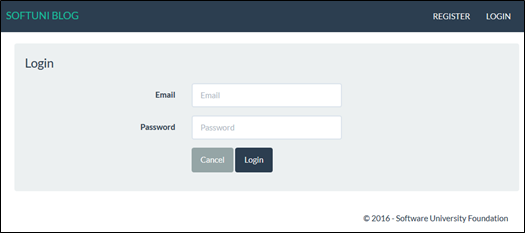 SOFTUNI BLOG REGISTER LOGIN
Login
Email Email
Password Password
Cancel Login
© 2016 - Software University Foundation